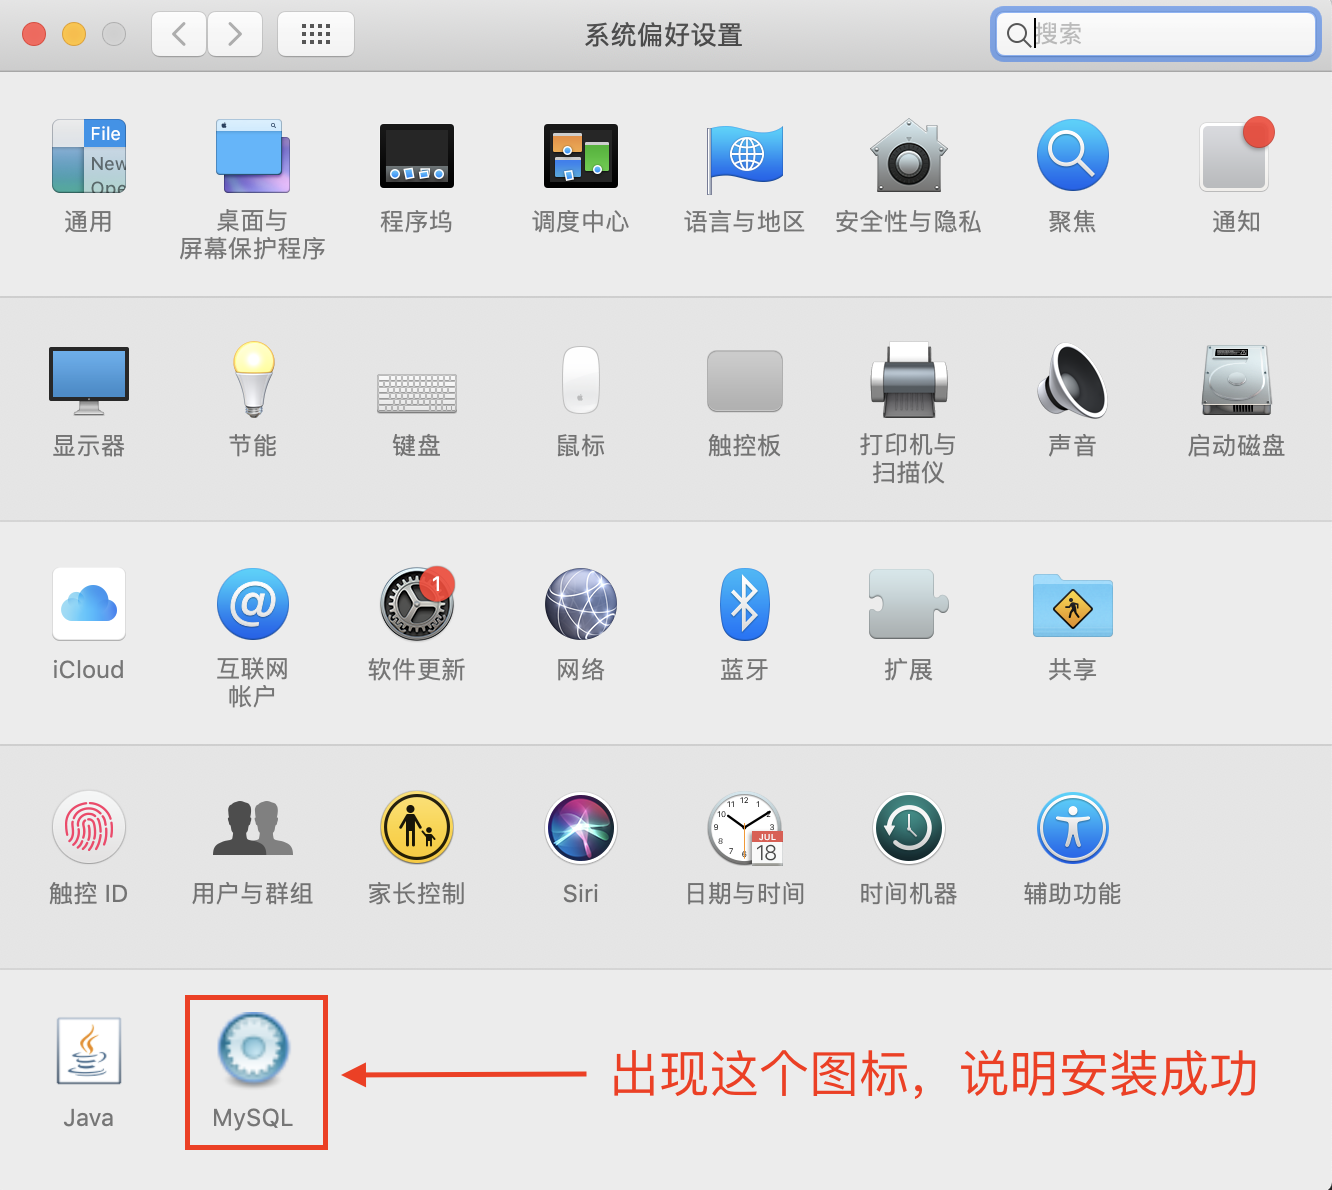 系统偏好设置
搜索
File
New
Ope
通用
桌面与
屏幕保护程序
程序坞
调度中心
语言与地区
安全性与隐私
聚焦
通知
显示器
节能
键盘
鼠标
触控板
打印机与
扫描仪
声音
启动磁盘
1
iCloud
互联网
帐户
软件更新
网络
蓝牙
扩展
共享
JUL
18
触控 ID
用户与群组
家长控制
Siri
日期与时间
时间机器
辅助功能
Java
MySQL
出现这个图标，说明安装成功